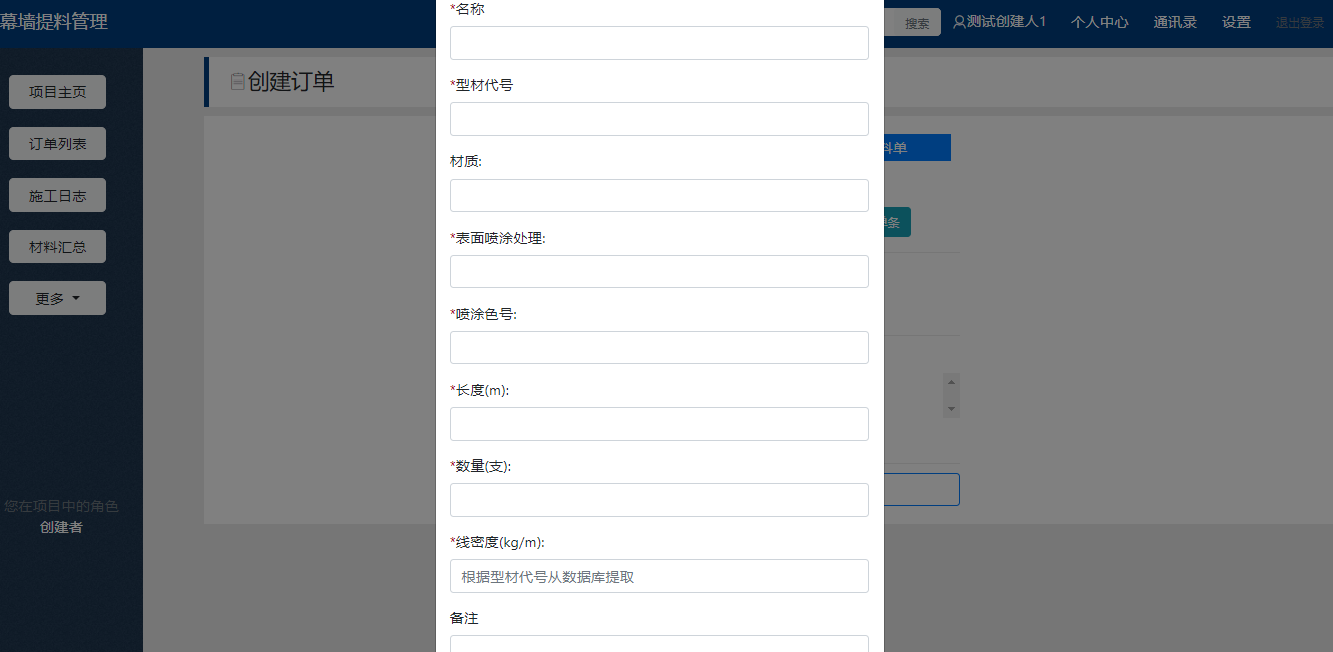 幕墙提料管理
搜索
测试创建人1
个人中心
通讯录
设置
退出登录
项目主页
订单列表
施工日志
材料汇总
更多
您在项目中的角色
创建者
创建订单
料单
条
*名称
*型材代号
材质:
*表面喷涂处理:
*喷涂色号:
*长度(m):
*数量(支):
*线密度(kg/m):
根据型材代号从数据库提取
备注